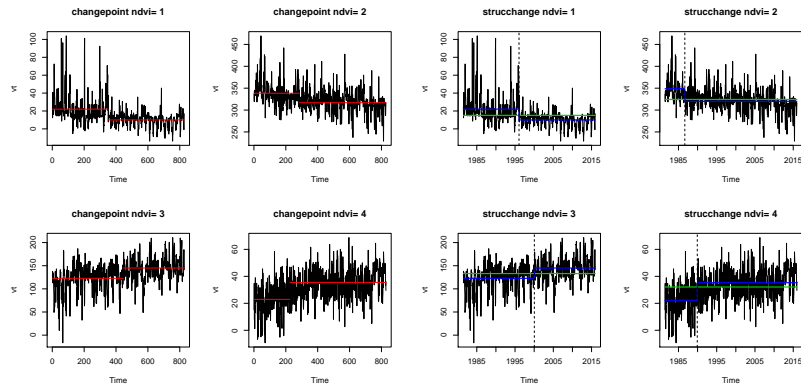 changepoint ndvi= 1
vt
0 20 40 60 80 100
0 200 400 600 800
Time
changepoint ndvi= 2
vt
250 300 350 400 450
0 200 400 600 800
Time
strucchange ndvi= 1
vt
0 20 40 60 80 100
1985 1995 2005 2015
Time
strucchange ndvi= 2
vt
250 300 350 400 450
1985 1995 2005 2015
Time
changepoint ndvi= 3
vt
0 50 100 150 200
0 200 400 600 800
Time
changepoint ndvi= 4
vt
0 20 40 60
0 200 400 600 800
Time
strucchange ndvi= 3
vt
0 50 100 150 200
1985 1995 2005 2015
Time
strucchange ndvi= 4
vt
0 20 40 60
1985 1995 2005 2015
Time